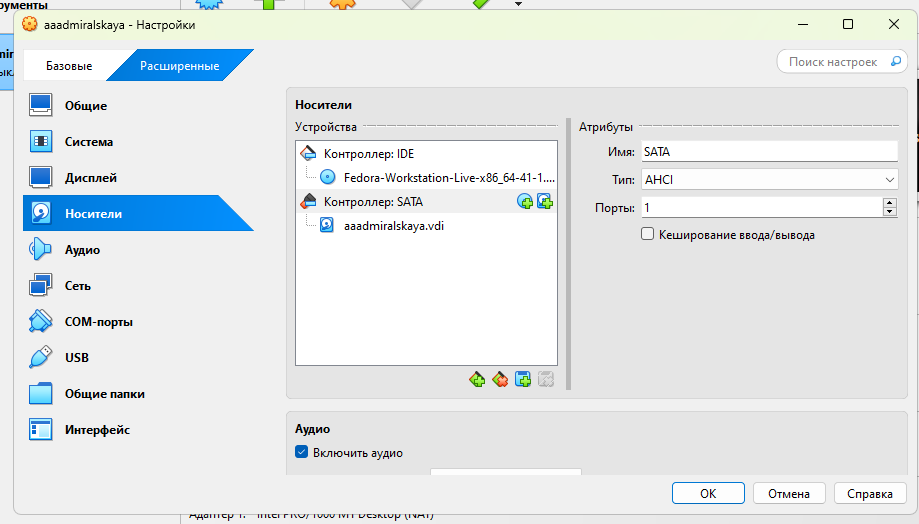 рументы
aaadmiralskaya - Настройки
Базовые
Расширенные
Поиск настроек
Общие
Система
Дисплей
Носители
Аудио
Сеть
COM-порты
USB
Общие папки
Интерфейс
Носители
Устройства
Контроллер: IDE
Fedora-Workstation-Live-x86_64-41-1....
Контроллер: SATA
aaadmiralskaya.vdi
Атрибуты
Имя: SATA
Тип: AHCI
Порты: 1
Кеширование ввода/вывода
Аудио
Включить аудио
OK
Отмена
Справка
Адаптер 1: Intel PRO/1000 MT Desktop (NAT)